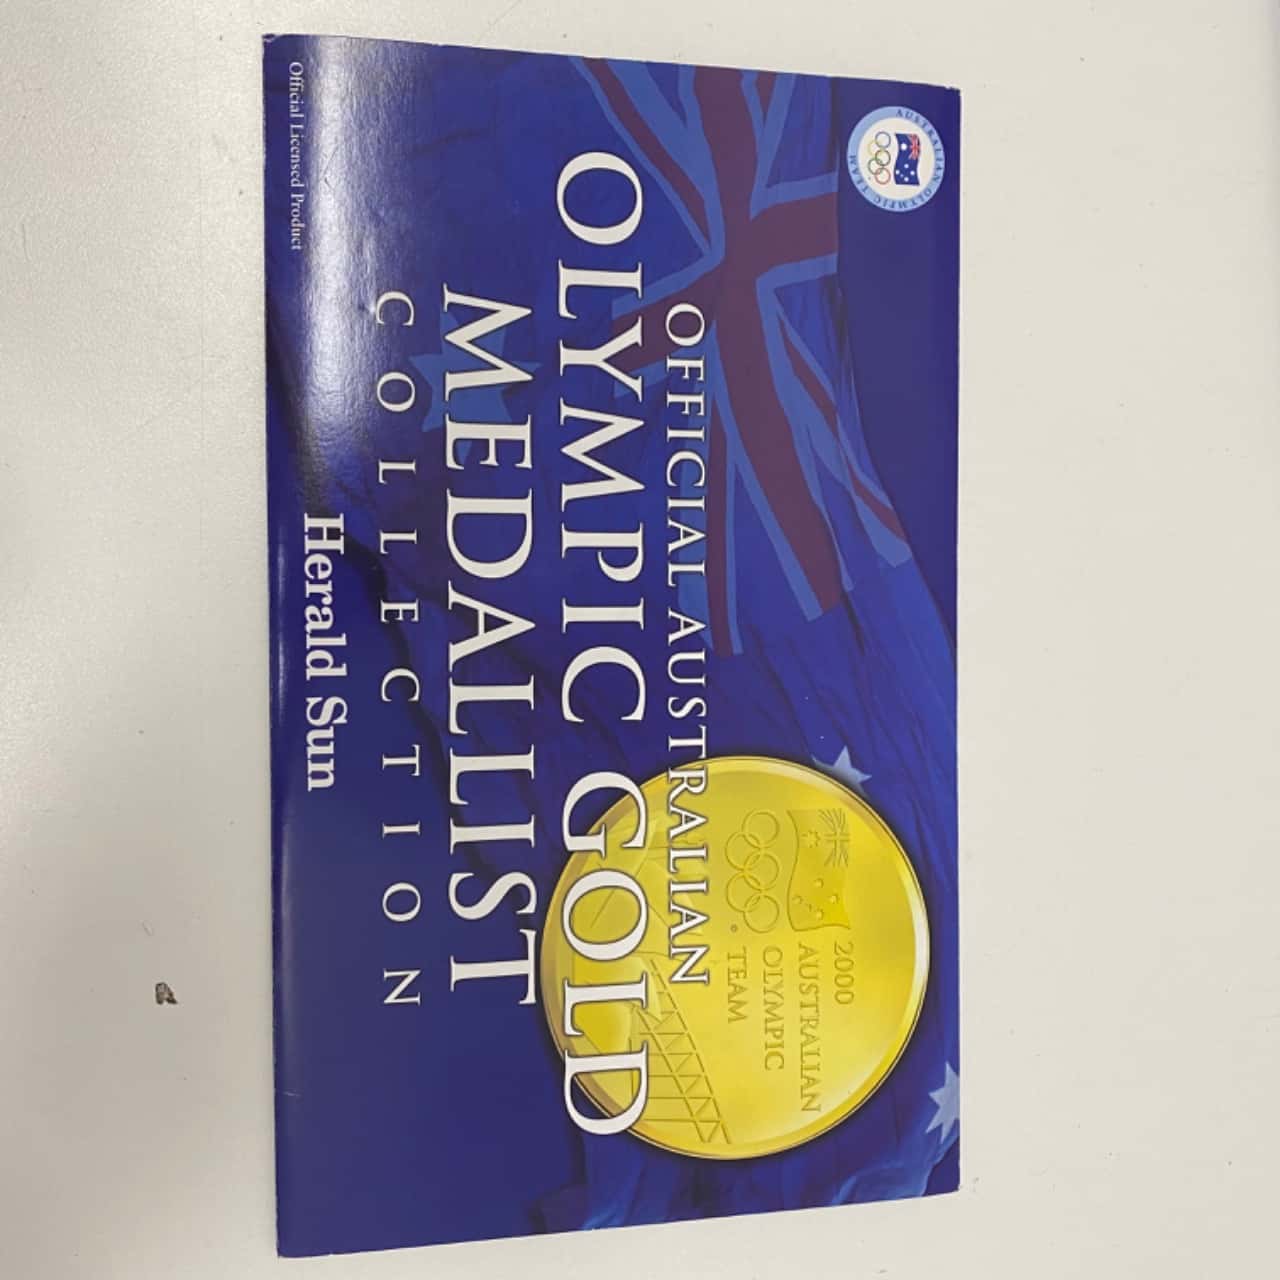 AUSTRALIAN OLYMPIC TEAM
OFFICIAL AUSTRALIAN
OLYMPIC GOLD
MEDALLIST
COLLECTION
2000
AUSTRALIAN
OLYMPIC
TEAM
Herald Sun
Official Licensed Product